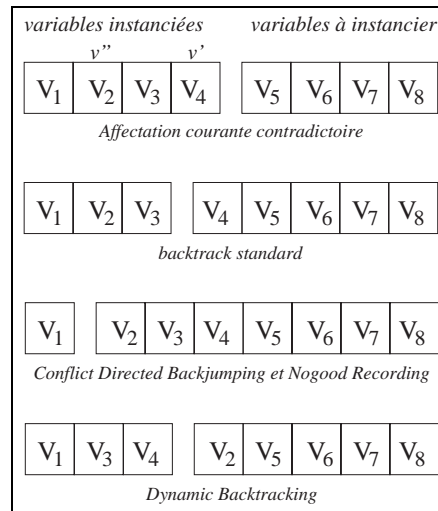 variables instanciées variables à instancier
v" v'
V1 V2 V3 V4 V5 V6 V7 V8
Affectation courante contradictoire
V1 V2 V3 V4 V5 V6 V7 V8
backtrack standard
V1 V2 V3 V4 V5 V6 V7 V8
Conflict Directed Backjumping et Nogood Recording
V1 V3 V4 V2 V5 V6 V7 V8
Dynamic Backtracking